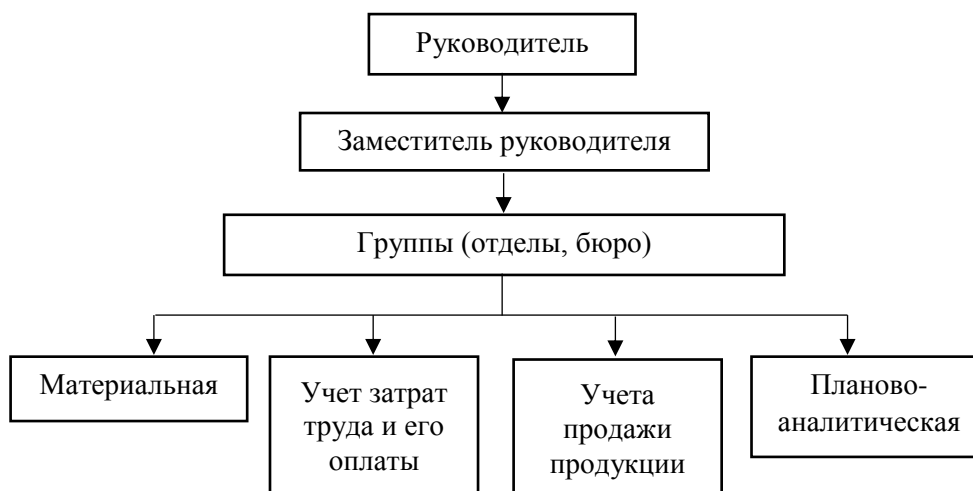 Руководитель
Заместитель руководителя
Группы (отделы, бюро)
Материальная
Учет затрат
труда и его
оплаты
Учета
продажи
продукции
Планово-
аналитическая